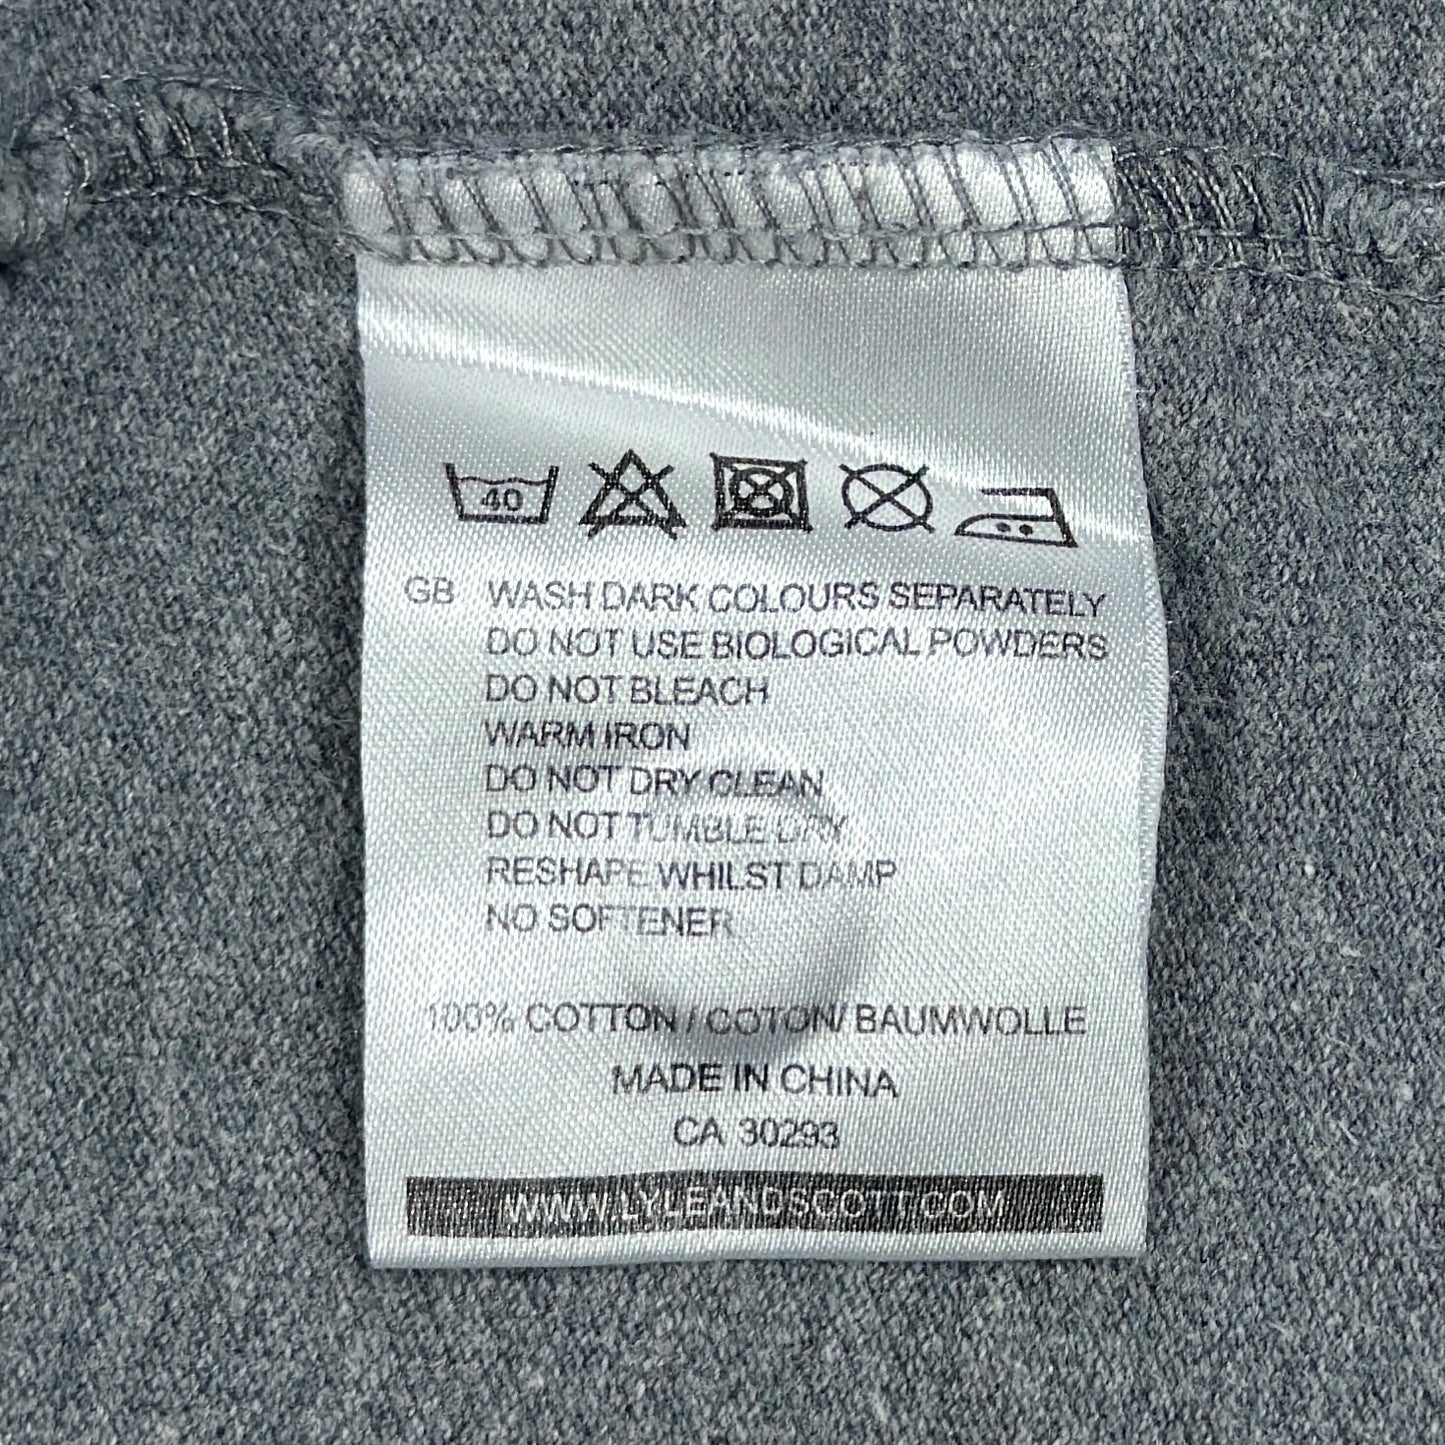 40
GB WASH DARK COLOURS SEPARATELY
DO NOT USE BIOLOGICAL POWDERS
DO NOT BLEACH
WARM IRON
DO NOT DRY CLEAN
DO NOT TUMBLE DRY
RESHAPE WHILST DAMP
NO SOFTENER
100% COTTON / COTON/ BAUMWOLLE
MADE IN CHINA
CA 30293
WWW.LYLEANDSCOTT.COM